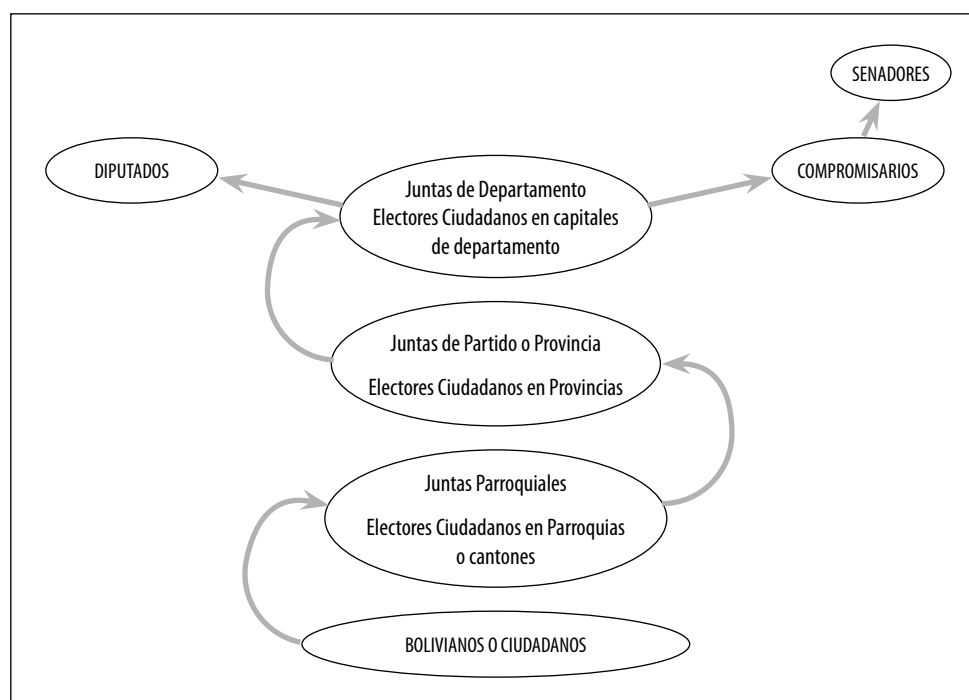 SENADORES
DIPUTADOS
COMPROMISARIOS
Juntas de Departamento
Electores Ciudadanos en capitales
de departamento
Juntas de Partido o Provincia
Electores Ciudadanos en Provincias
Juntas Parroquiales
Electores Ciudadanos en Parroquias
o cantones
BOLIVIANOS O CIUDADANOS